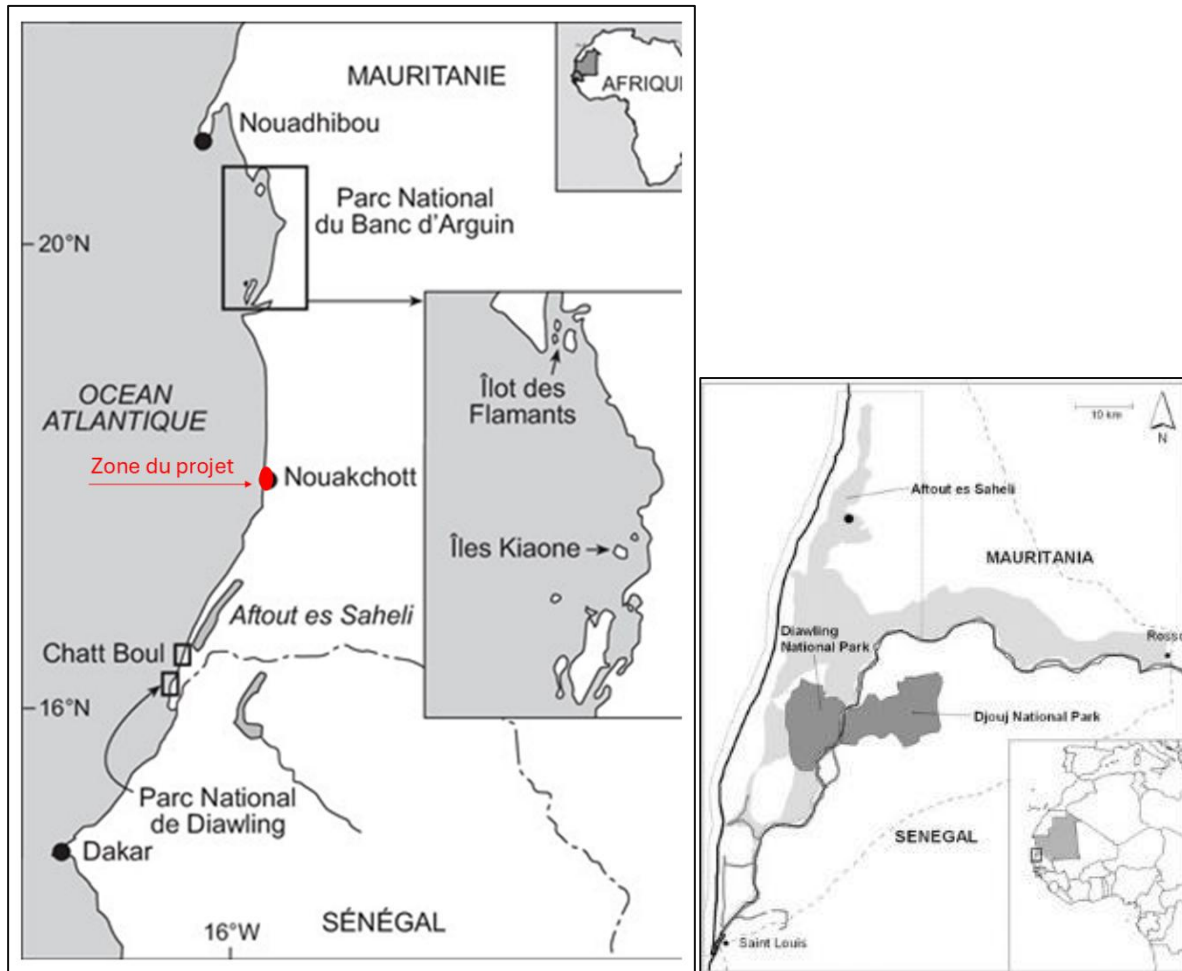 MAURITANIE
AFRIQU
Nouadhibou
Parc National
du Banc d'Arguin
20°N
OCEAN
ATLANTIQUE
Îlot des
Flamants
Zone du projet
Nouakchott
Îles Kiaone
Aftout es Saheli
Chatt Boul
16°N
Parc National
de Diawling
Dakar
16°W
SÉNÉGAL
10 km
N
Aftout es Saheli
MAURITANIA
Diawling
National Park
Rosso
Djouj National Park
SENEGAL
Saint Louis